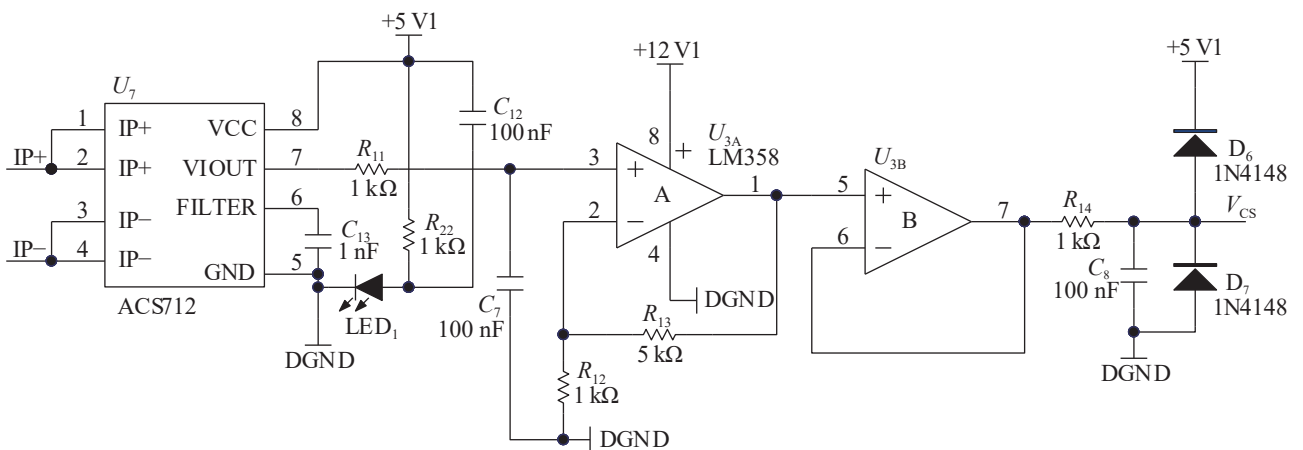 +5 V1
U₇
1 IP+ VCC 8
IP+ 2 IP+ VIOUT 7
3 IP− FILTER 6
IP− 4 IP− GND 5
ACS712
C₁₂
100 nF
R₁₁
1 kΩ
C₁₃
1 nF
R₂₂
1 kΩ
LED₁
DGND
C₇
100 nF
+12 V1
8 +
U₃A
LM358
3 + A 1
2 −
4
DGND
R₁₃
5 kΩ
R₁₂
1 kΩ
DGND
U₃B
5 + B 7
6 −
R₁₄
1 kΩ
C₈
100 nF
DGND
+5 V1
D₆
1N4148
V_CS
D₇
1N4148